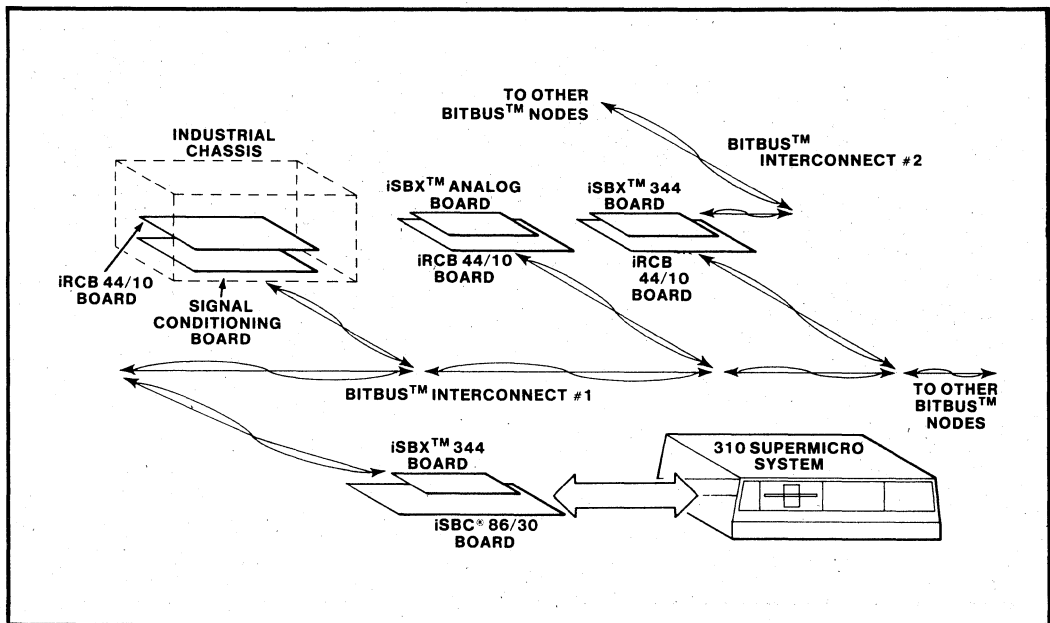 TO OTHER
BITBUS™ NODES
BITBUS™
INTERCONNECT #2
INDUSTRIAL
CHASSIS
iSBX™ ANALOG
BOARD
iSBX™ 344
BOARD
iRCB 44/10
BOARD
iRCB 44/10
BOARD
iRCB
44/10
BOARD
SIGNAL
CONDITIONING
BOARD
BITBUS™ INTERCONNECT #1
TO OTHER
BITBUS™
NODES
iSBX™ 344
BOARD
iSBC® 86/30
BOARD
310 SUPERMICRO
SYSTEM